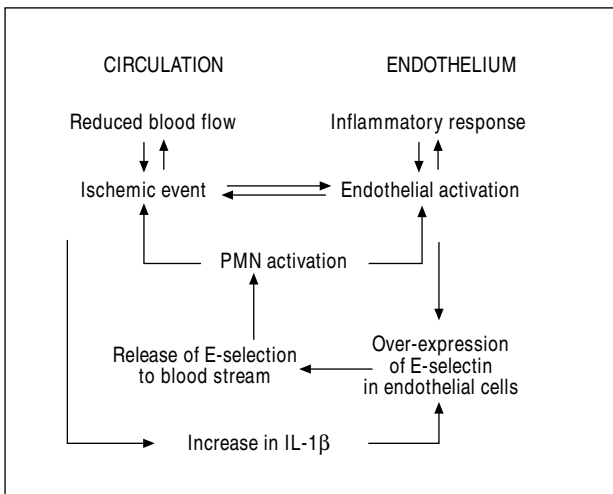 CIRCULATION ENDOTHELIUM
Reduced blood flow Inflammatory response
Ischemic event Endothelial activation
PMN activation
Release of E-selection
to blood stream
Over-expression
of E-selectin
in endothelial cells
Increase in IL-1β